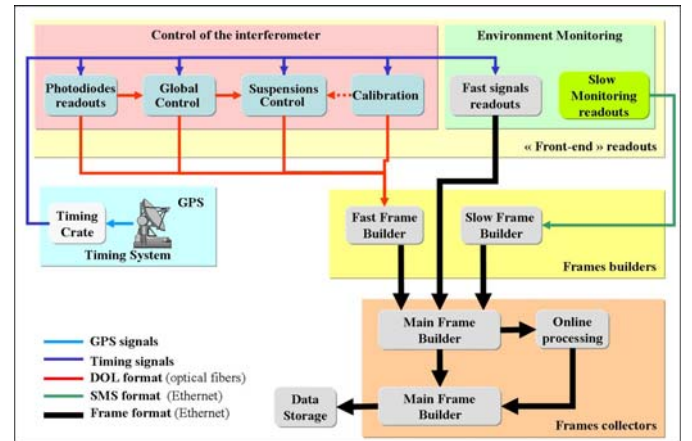 Control of the interferometer
Environment Monitoring
Photodiodes
readouts
Global
Control
Suspensions
Control
Calibration
Fast signals
readouts
Slow
Monitoring
readouts
« Front-end » readouts
GPS
Timing
Crate
Timing System
Fast Frame
Builder
Slow Frame
Builder
Frames builders
Main Frame
Builder
Online
processing
Data
Storage
Main Frame
Builder
Frames collectors
GPS signals
Timing signals
DOL format (optical fibers)
SMS format (Ethernet)
Frame format (Ethernet)